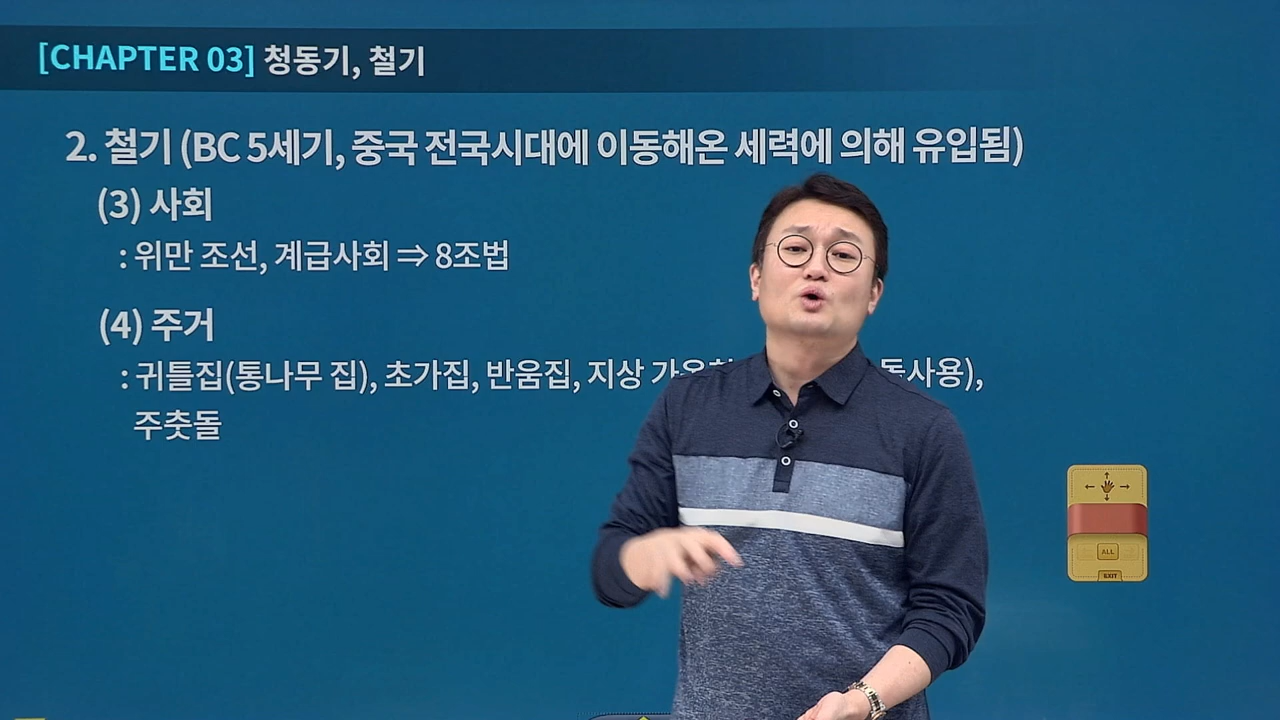 [CHAPTER 03] 청동기, 철기
2. 철기 (BC 5세기, 중국 전국시대에 이동해온 세력에 의해 유입됨)
(3) 사회
: 위만 조선, 계급사회 ⇒ 8조법
(4) 주거
: 귀틀집(통나무 집), 초가집, 반움집, 지상 사용),
주춧돌
ALL
EXIT